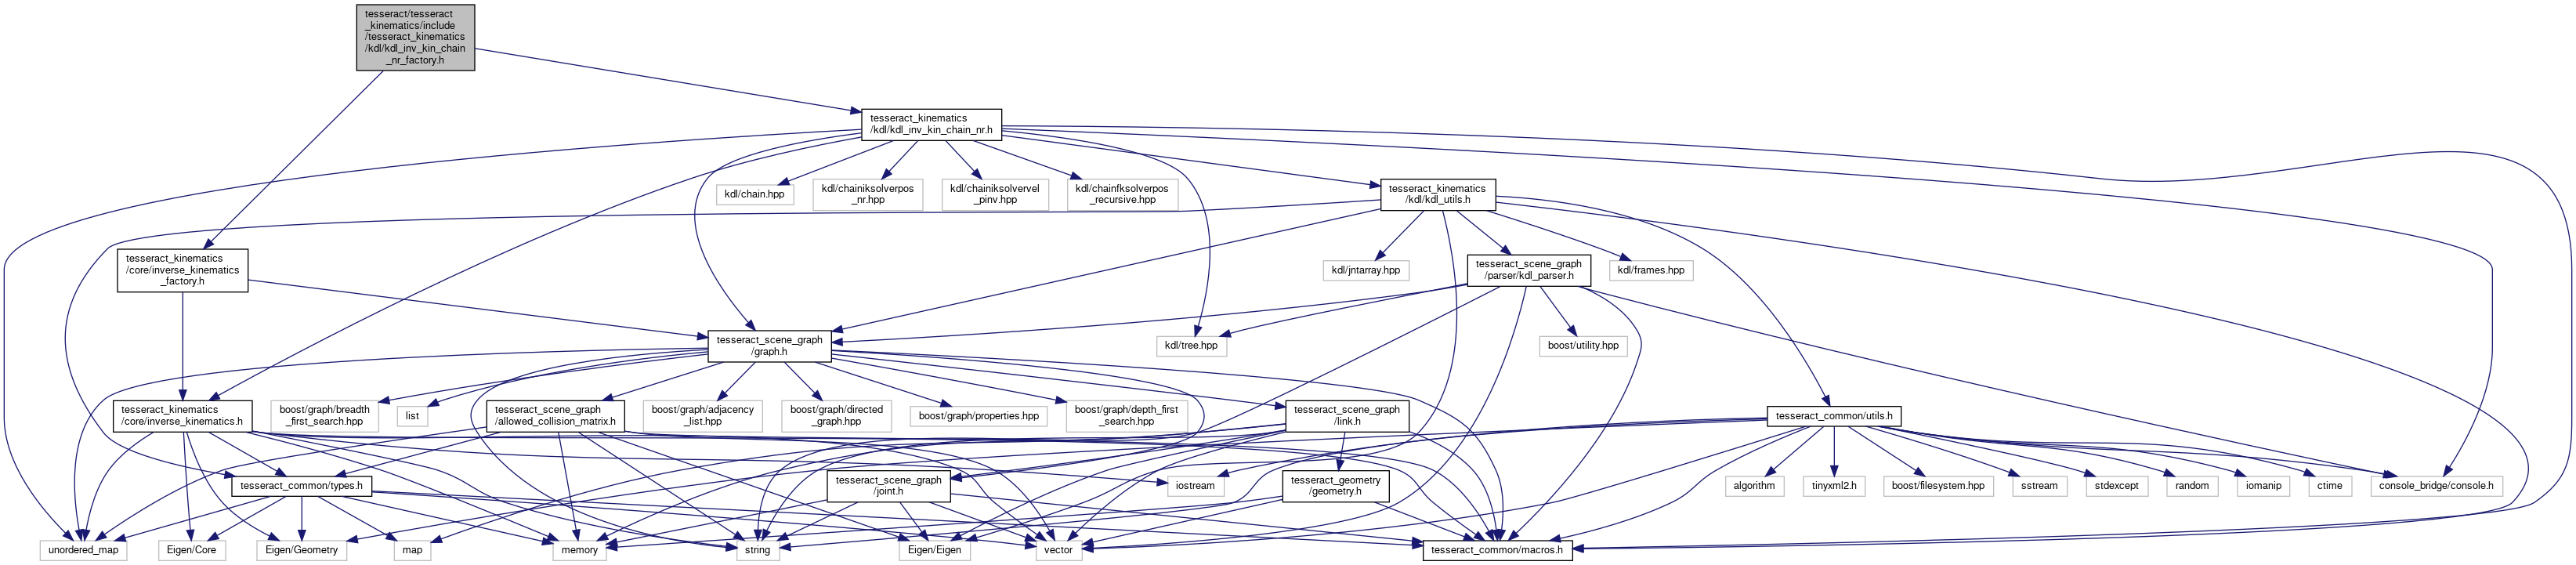 tesseract/tesseract
_kinematics/include
/tesseract_kinematics
/kdl/kdl_inv_kin_chain
_nr_factory.h
tesseract_kinematics
/kdl/kdl_inv_kin_chain_nr.h
kdl/chain.hpp
kdl/chainiksolverpos
_nr.hpp
kdl/chainiksolvervel
_pinv.hpp
kdl/chainfksolverpos
_recursive.hpp
tesseract_kinematics
/kdl/kdl_utils.h
tesseract_kinematics
/core/inverse_kinematics
_factory.h
kdl/jntarray.hpp
tesseract_scene_graph
/parser/kdl_parser.h
kdl/frames.hpp
tesseract_scene_graph
/graph.h
kdl/tree.hpp
boost/utility.hpp
tesseract_kinematics
/core/inverse_kinematics.h
boost/graph/breadth
_first_search.hpp
list
tesseract_scene_graph
/allowed_collision_matrix.h
boost/graph/adjacency
_list.hpp
boost/graph/directed
_graph.hpp
boost/graph/properties.hpp
boost/graph/depth_first
_search.hpp
tesseract_scene_graph
/link.h
tesseract_common/utils.h
tesseract_common/types.h
tesseract_scene_graph
/joint.h
iostream
tesseract_geometry
/geometry.h
algorithm
tinyxml2.h
boost/filesystem.hpp
sstream
stdexcept
random
iomanip
ctime
console_bridge/console.h
unordered_map
Eigen/Core
Eigen/Geometry
map
memory
string
Eigen/Eigen
vector
tesseract_common/macros.h